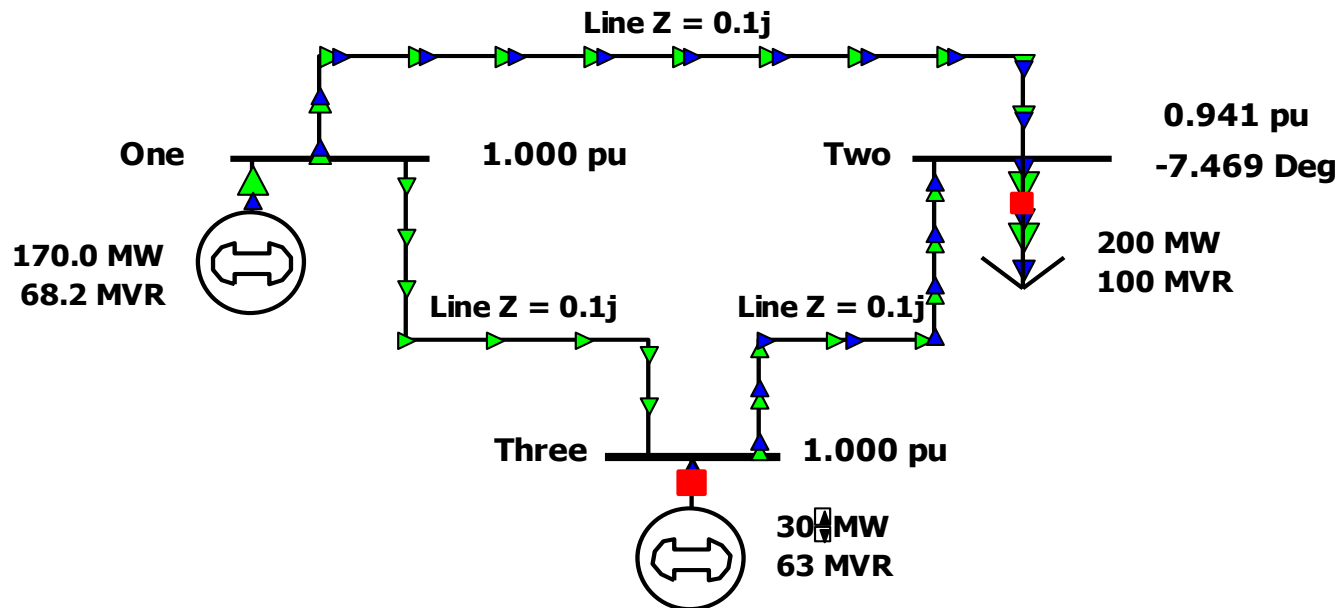 Line Z = 0.1j
One
1.000 pu
Two
0.941 pu
-7.469 Deg
170.0 MW
68.2 MVR
200 MW
100 MVR
Line Z = 0.1j
Line Z = 0.1j
Three
1.000 pu
30 MW
63 MVR